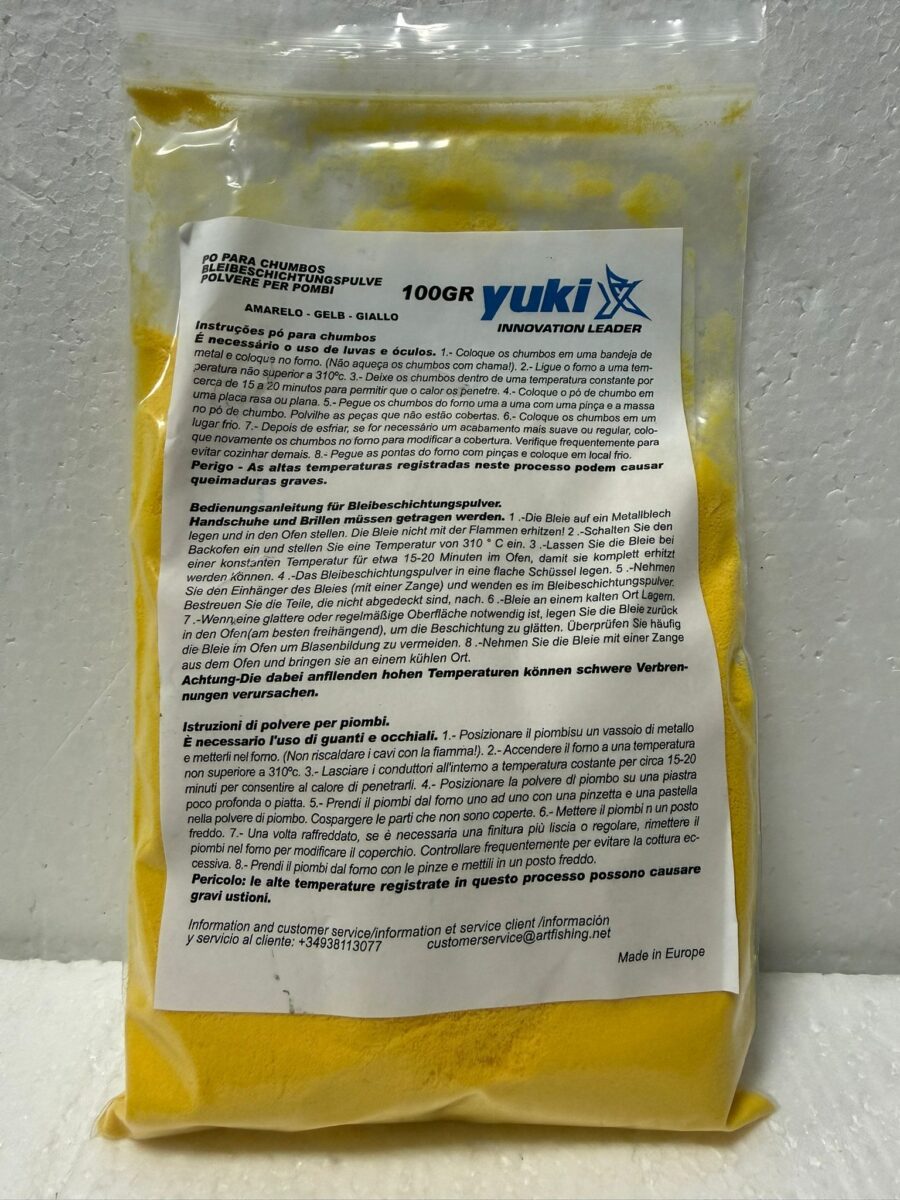 PO PARA CHUMBOS
BLEIBESCHICHTUNGSPULVE
POLVERE PER POMBI
100GR yuki
INNOVATION LEADER
AMARELO - GELB - GIALLO
Instruções pó para chumbos
É necessário o uso de luvas e óculos. 1.- Coloque os chumbos em uma bandeja de
metal e coloque no forno. (Não aqueça os chumbos com chama!). 2.- Ligue o forno a uma tem-
peratura não superior a 310ºc. 3.- Deixe os chumbos dentro de uma temperatura constante por
cerca de 15 a 20 minutos para permitir que o calor os penetre. 4.- Coloque o pó de chumbo em
uma placa rasa ou plana. 5.- Pegue os chumbos do forno uma a uma com uma pinça e a massa
no pó de chumbo. Polvilhe as peças que não estão cobertas. 6.- Coloque os chumbos em um
lugar frio. 7.- Depois de esfriar, se for necessário um acabamento mais suave ou regular, colo-
que novamente os chumbos no forno para modificar a cobertura. Verifique frequentemente para
evitar cozinhar demais. 8.- Pegue as pontas do forno com pinças e coloque em local frio.
Perigo - As altas temperaturas registradas neste processo podem causar
queimaduras graves.
Bedienungsanleitung für Bleibeschichtungspulver.
Handschuhe und Brillen müssen getragen werden. 1 .-Die Bleie auf ein Metallblech
legen und in den Ofen stellen. Die Bleie nicht mit der Flammen erhitzen! 2 .-Schalten Sie den
Backofen ein und stellen Sie eine Temperatur von 310 ° C ein. 3 .-Lassen Sie die Bleie bei
einer konstanten Temperatur für etwa 15-20 Minuten im Ofen, damit sie komplett erhitzt
werden können. 4 .-Das Bleibeschichtungspulver in eine flache Schüssel legen. 5 .-Nehmen
Sie den Einhänger des Bleies (mit einer Zange) und wenden es im Bleibeschichtungspulver.
Bestreuen Sie die Teile, die nicht abgedeckt sind, nach. 6 .-Bleie an einem kalten Ort Lagern.
7 .-Wenn eine glattere oder regelmäßige Oberfläche notwendig ist, legen Sie die Bleie zurück
in den Ofen(am besten freihängend), um die Beschichtung zu glätten. Überprüfen Sie häufig
die Bleie im Ofen um Blasenbildung zu vermeiden. 8 .-Nehmen Sie die Bleie mit einer Zange
aus dem Ofen und bringen sie an einem kühlen Ort.
Achtung-Die dabei anfllenden hohen Temperaturen können schwere Verbren-
nungen verursachen.
Istruzioni di polvere per piombi.
È necessario l'uso di guanti e occhiali. 1.- Posizionare il piombisu un vassoio di metallo
e metterli nel forno. (Non riscaldare i cavi con la fiamma!). 2.- Accendere il forno a una temperatura
non superiore a 310ºc. 3.- Lasciare i conduttori all'interno a temperatura costante per circa 15-20
minuti per consentire al calore di penetrarli. 4.- Posizionare la polvere di piombo su una piastra
poco profonda o piatta. 5.- Prendi il piombi dal forno uno ad uno con una pinzetta e una pastella
nella polvere di piombo. Cospargere le parti che non sono coperte. 6.- Mettere il piombi n un posto
freddo. 7.- Una volta raffreddato, se è necessaria una finitura più liscia o regolare, rimettere il
piombi nel forno per modificare il coperchio. Controllare frequentemente per evitare la cottura ec-
cessiva. 8.- Prendi il piombi dal forno con le pinze e mettili in un posto freddo.
Pericolo: le alte temperature registrate in questo processo possono causare
gravi ustioni.
Information and customer service/information et service client /información
y servicio al cliente: +34938113077 customerservice@artfishing.net
Made in Europe